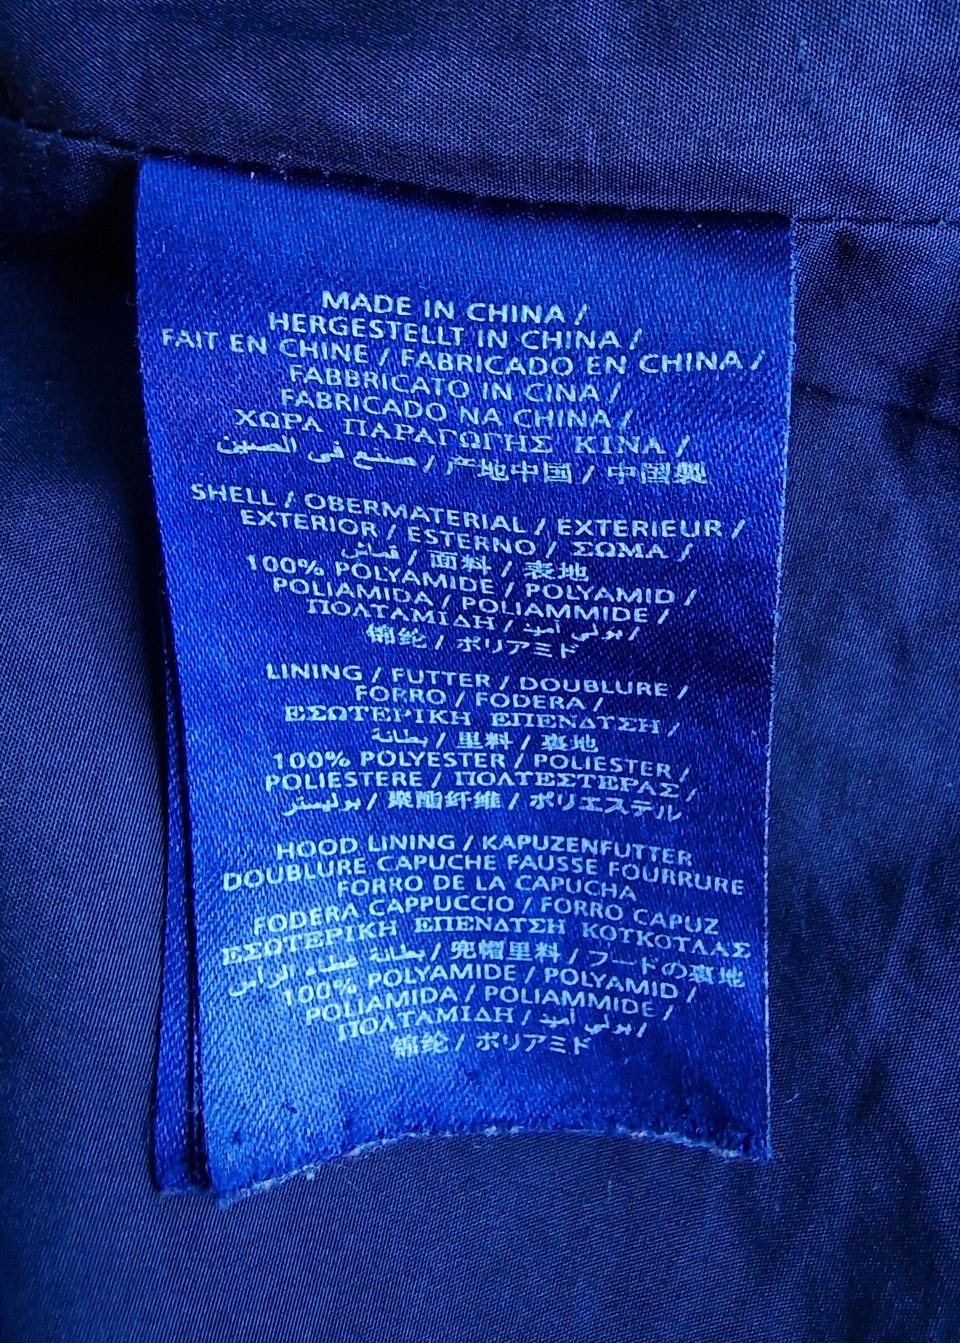 MADE IN CHINA /
HERGESTELLT IN CHINA /
FAIT EN CHINE / FABRICADO EN CHINA /
FABBRICATO IN CINA /
FABRICADO NA CHINA /
ΧΩΡΑ ΠΑΡΑΓΩΓΗΣ ΚΙΝΑ /
صنع في الصين / 产地中国 / 中国製
SHELL / OBERMATERIAL / EXTERIEUR /
EXTERIOR / ESTERNO / ΣΩΜΑ /
قماش / 面料 / 表地
100% POLYAMIDE / POLYAMID /
POLIAMIDA / POLIAMMIDE /
ΠΟΛΥΑΜΙΔΗ / بولي أميد /
锦纶 / ポリアミド
LINING / FUTTER / DOUBLURE /
FORRO / FODERA /
ΕΣΩΤΕΡΙΚΗ ΕΠΕΝΔΥΣΗ /
بطانة / 里料 / 裏地
100% POLYESTER / POLIESTER /
POLIESTERE / ΠΟΛΥΕΣΤΕΡΑΣ /
بوليستر / 聚酯纤维 / ポリエステル
HOOD LINING / KAPUZENFUTTER
DOUBLURE CAPUCHE FAUSSE FOURRURE
FORRO DE LA CAPUCHA
FODERA CAPPUCCIO / FORRO CAPUZ
ΕΣΩΤΕΡΙΚΗ ΕΠΕΝΔΥΣΗ ΚΟΥΚΟΥΛΑΣ
بطانة غطاء الرأس / 兜帽里料 / フードの裏地
100% POLYAMIDE / POLYAMID /
POLIAMIDA / POLIAMMIDE /
ΠΟΛΥΑΜΙΔΗ / بولي أميد /
锦纶 / ポリアミド